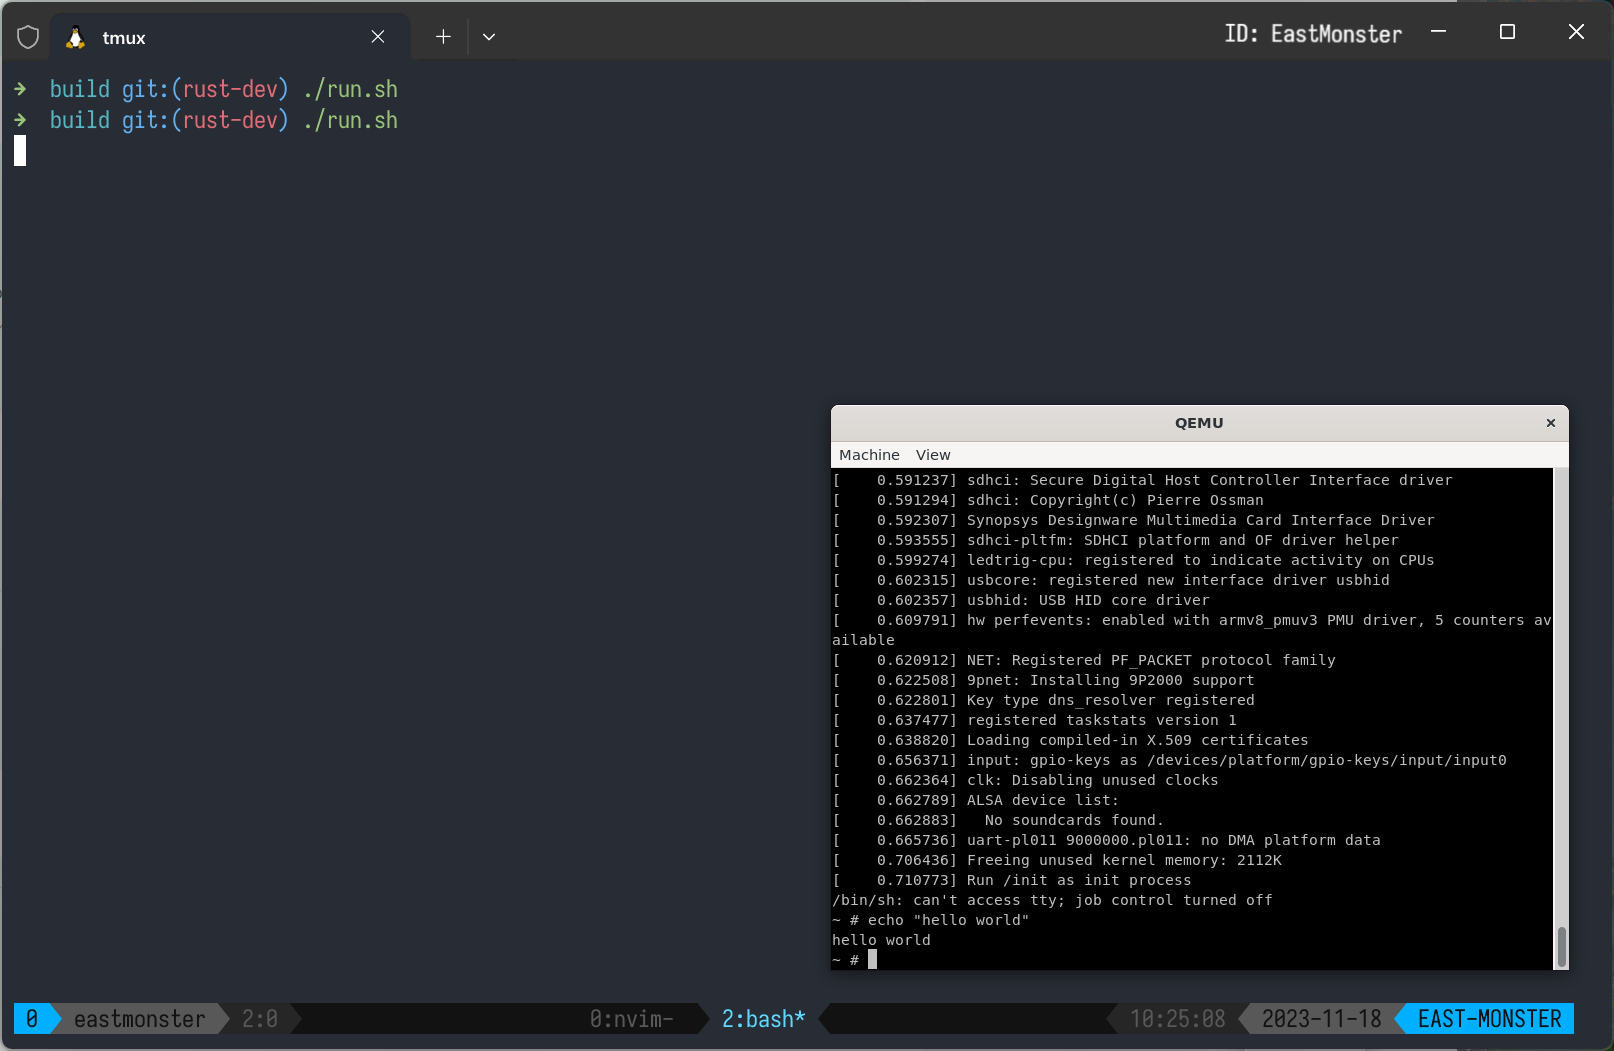 tmux
ID: EastMonster
➜ build git:(rust-dev) ./run.sh
➜ build git:(rust-dev) ./run.sh
QEMU
Machine View
[    0.591237] sdhci: Secure Digital Host Controller Interface driver
[    0.591294] sdhci: Copyright(c) Pierre Ossman
[    0.592307] Synopsys Designware Multimedia Card Interface Driver
[    0.593555] sdhci-pltfm: SDHCI platform and OF driver helper
[    0.599274] ledtrig-cpu: registered to indicate activity on CPUs
[    0.602315] usbcore: registered new interface driver usbhid
[    0.602357] usbhid: USB HID core driver
[    0.609791] hw perfevents: enabled with armv8_pmuv3 PMU driver, 5 counters av
ailable
[    0.620912] NET: Registered PF_PACKET protocol family
[    0.622508] 9pnet: Installing 9P2000 support
[    0.622801] Key type dns_resolver registered
[    0.637477] registered taskstats version 1
[    0.638820] Loading compiled-in X.509 certificates
[    0.656371] input: gpio-keys as /devices/platform/gpio-keys/input/input0
[    0.662364] clk: Disabling unused clocks
[    0.662789] ALSA device list:
[    0.662883]   No soundcards found.
[    0.665736] uart-pl011 9000000.pl011: no DMA platform data
[    0.706436] Freeing unused kernel memory: 2112K
[    0.710773] Run /init as init process
/bin/sh: can't access tty; job control turned off
~ # echo "hello world"
hello world
~ #
0 eastmonster 2:0 0:nvim- 2:bash* 10:25:08 2023-11-18 EAST-MONSTER